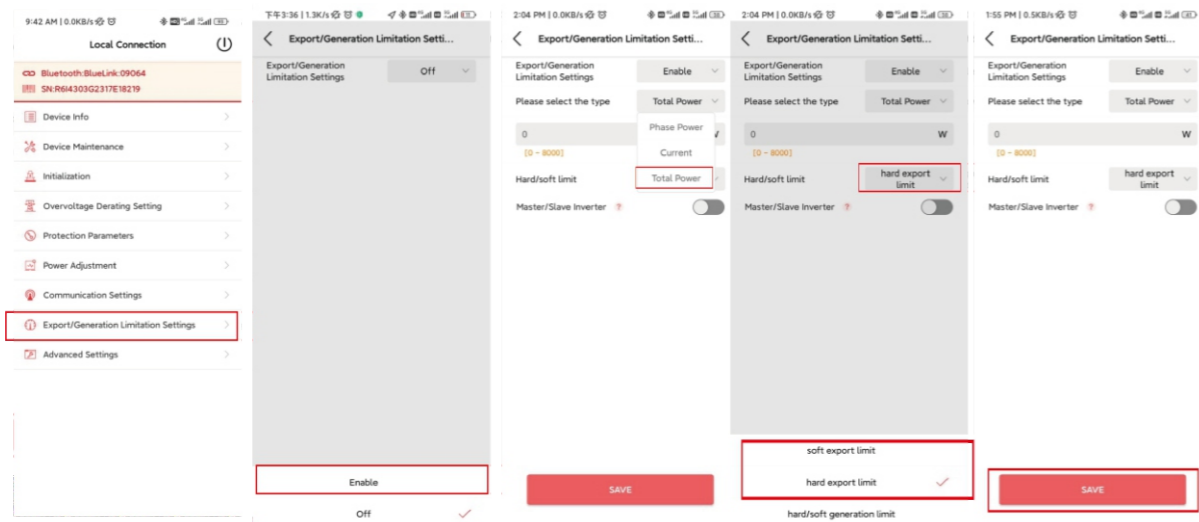 9:42 AM | 0.0KB/s
Local Connection
Bluetooth:BlueLink:09064
SN:R6I4303G2317E18219
Device Info
Device Maintenance
Initialization
Overvoltage Derating Setting
Protection Parameters
Power Adjustment
Communication Settings
Export/Generation Limitation Settings
Advanced Settings
下午3:36 | 1.3K/s
Export/Generation Limitation Setti...
Export/Generation
Limitation Settings
Off
Enable
Off
2:04 PM | 0.0KB/s
Export/Generation Limitation Setti...
Export/Generation
Limitation Settings
Enable
Please select the type
Total Power
0
[0 ~ 8000]
Phase Power
Current
Total Power
Hard/soft limit
Master/Slave Inverter ?
SAVE
2:04 PM | 0.0KB/s
Export/Generation Limitation Setti...
Export/Generation
Limitation Settings
Enable
Please select the type
Total Power
0 W
[0 ~ 8000]
Hard/soft limit
hard export
limit
Master/Slave Inverter ?
soft export limit
hard export limit
hard/soft generation limit
1:55 PM | 0.5KB/s
Export/Generation Limitation Setti...
Export/Generation
Limitation Settings
Enable
Please select the type
Total Power
0 W
[0 ~ 8000]
Hard/soft limit
hard export
limit
Master/Slave Inverter ?
SAVE